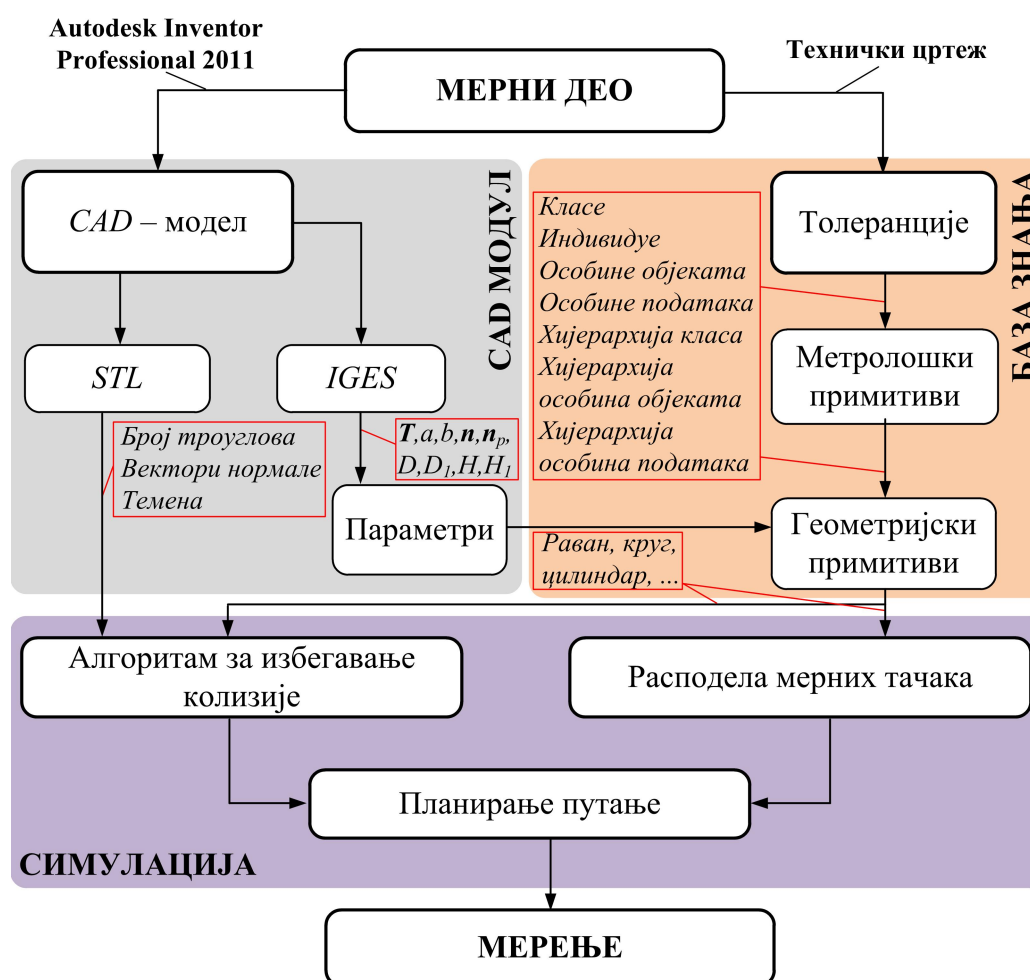 Autodesk Inventor
Professional 2011
Технички цртеж
МЕРНИ ДЕО
CAD – модел
STL
IGES
Број троуглова
Вектори нормале
Темена
T,a,b,n,nₚ,
D,D₁,H,H₁
Параметри
CAD МОДУЛ
Класе
Индивидуе
Особине објеката
Особине података
Хијерархија класа
Хијерархија
особина објеката
Хијерархија
особина података
Толеранције
Метролошки
примитиви
Геометријски
примитиви
БАЗА ЗНАЊА
Раван, круг,
цилиндар, ...
Алгоритам за избегавање
колизије
Расподела мерних тачака
Планирање путање
СИМУЛАЦИЈА
МЕРЕЊЕ